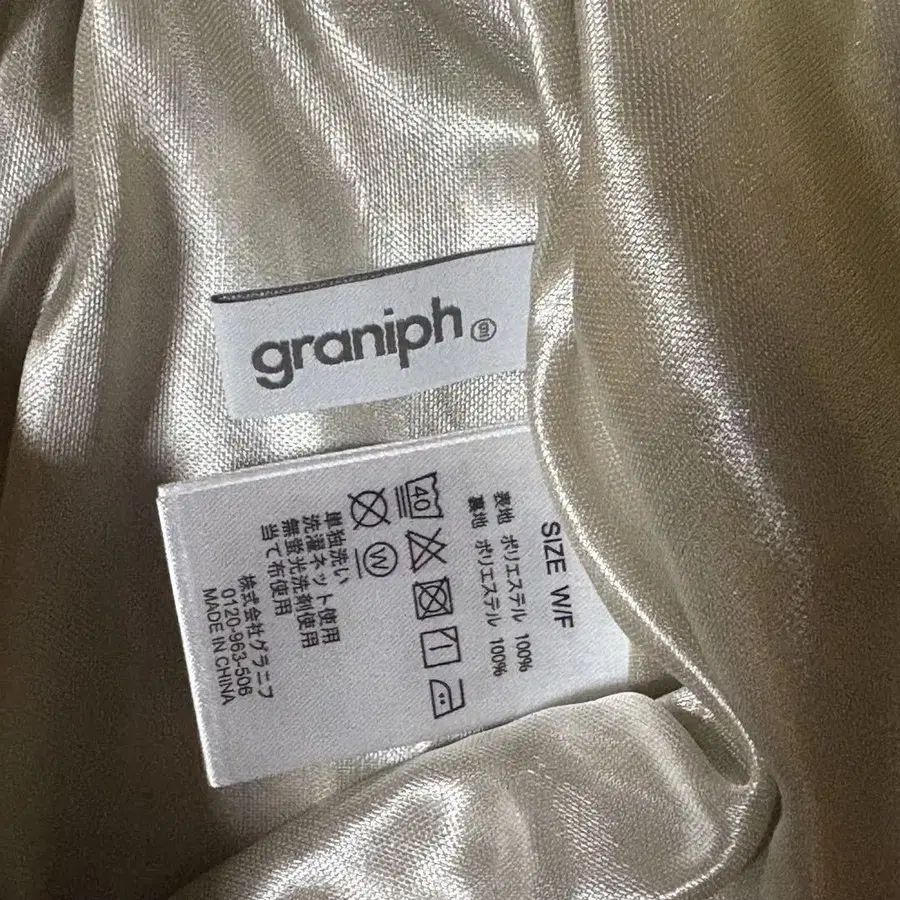 graniph
SIZE W/F
表地 ポリエステル 100%
裏地 ポリエステル 100%
40
W
単独洗い
洗濯ネット使用
無蛍光洗剤使用
当て布使用
株式会社グラニフ
0120-963-506
MADE IN CHINA